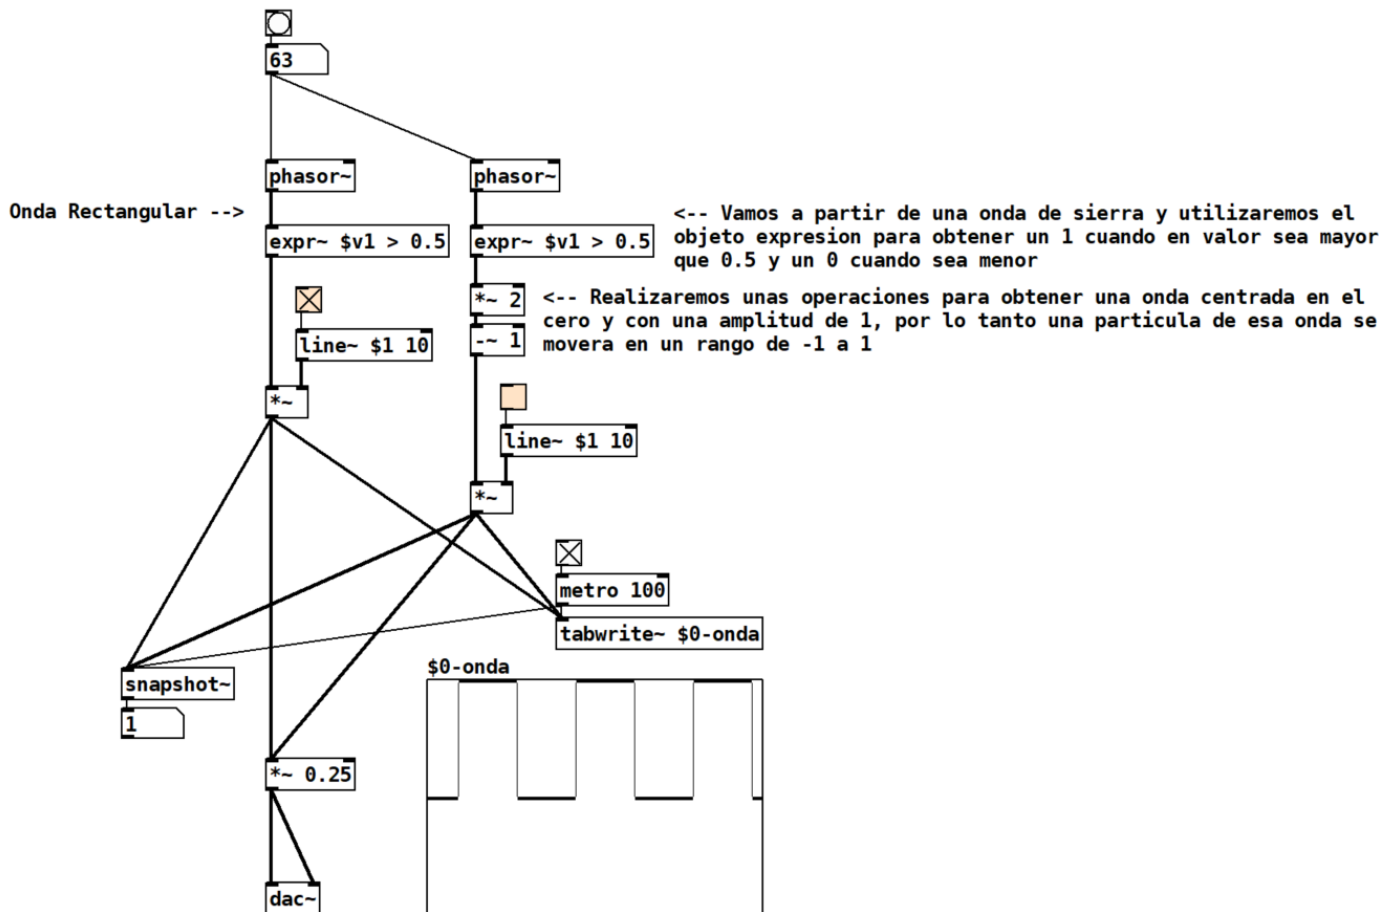 63
phasor~
phasor~
Onda Rectangular -->
<-- Vamos a partir de una onda de sierra y utilizaremos el
objeto expresion para obtener un 1 cuando en valor sea mayor
que 0.5 y un 0 cuando sea menor
expr~ $v1 > 0.5
expr~ $v1 > 0.5
*~ 2
<-- Realizaremos unas operaciones para obtener una onda centrada en el
cero y con una amplitud de 1, por lo tanto una particula de esa onda se
movera en un rango de -1 a 1
-~ 1
line~ $1 10
*~
line~ $1 10
*~
metro 100
tabwrite~ $0-onda
$0-onda
snapshot~
1
*~ 0.25
dac~